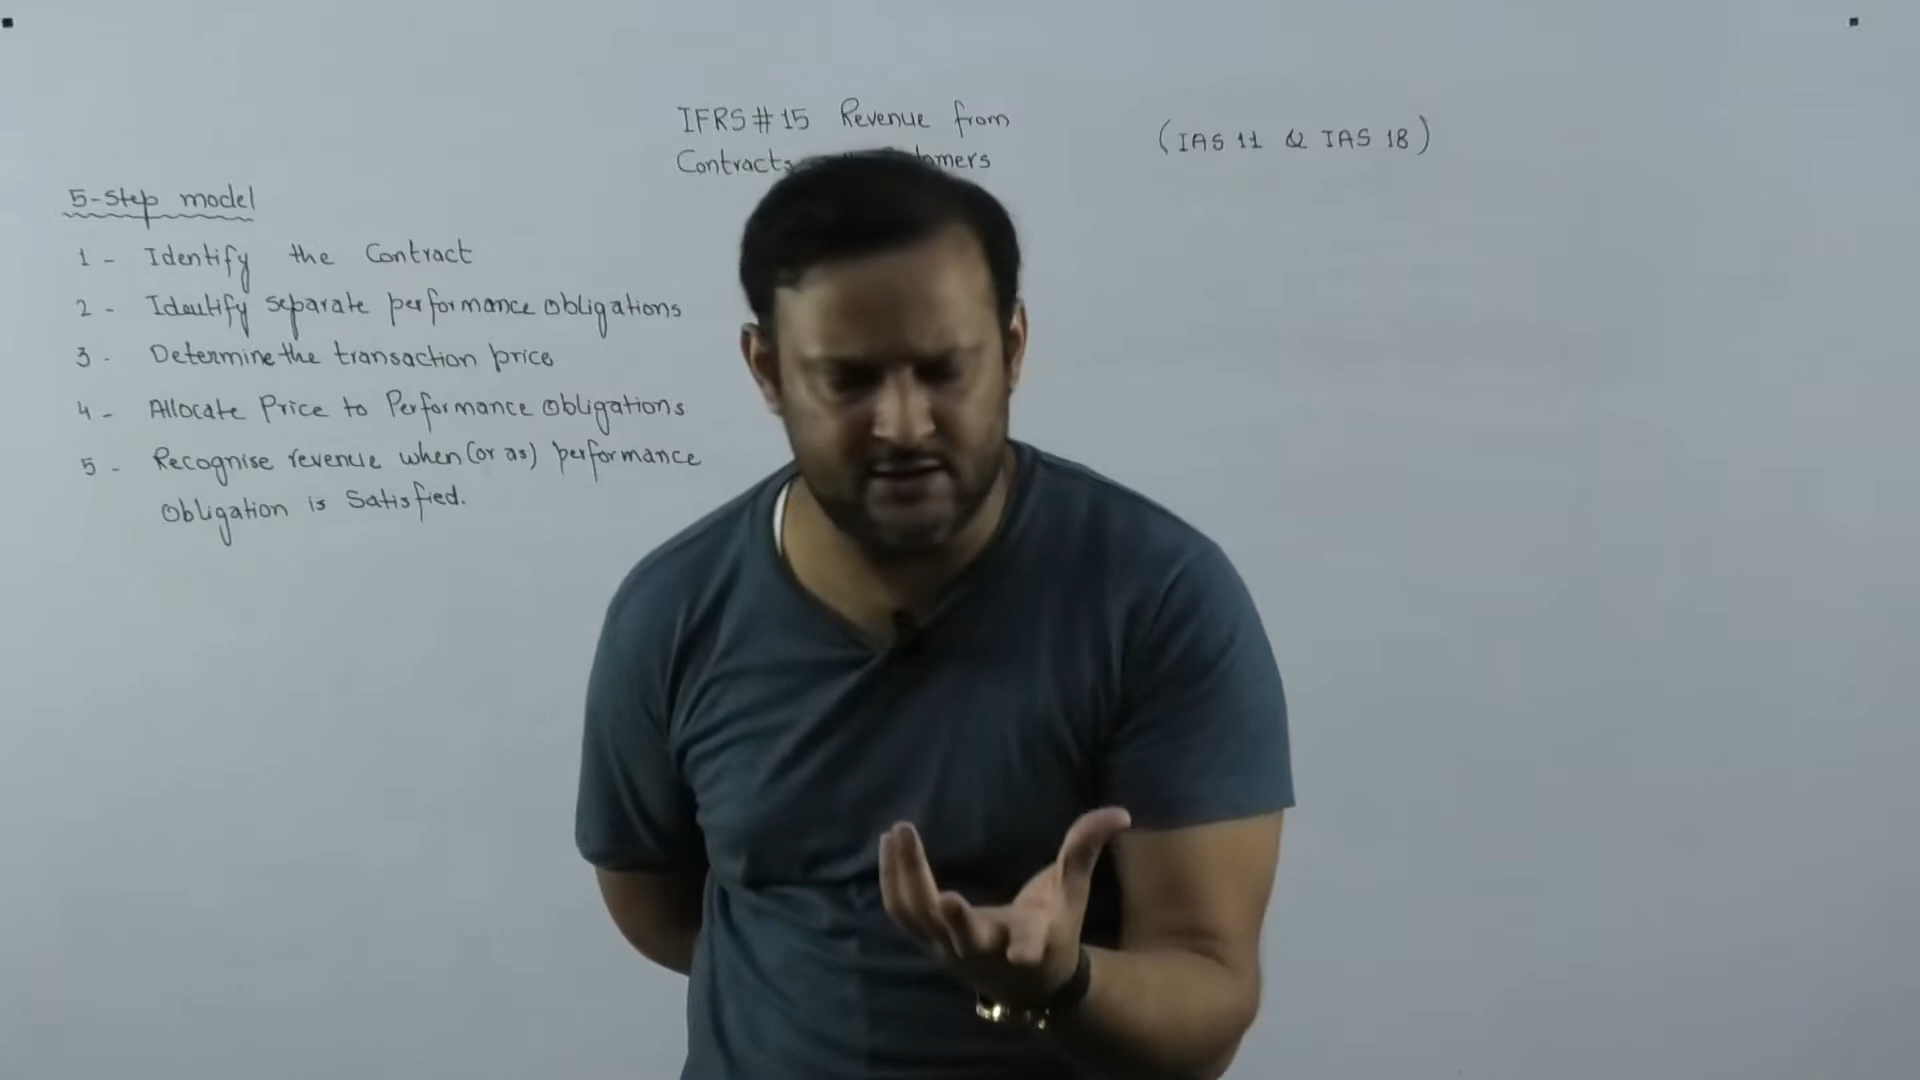 IFRS # 15 Revenue from
Contracts
(IAS 11 & IAS 18)
5-Step model
1 - Identify the Contract
2 - Identify separate performance obligations
3 - Determine the transaction price
4 - Allocate Price to Performance Obligations
5 - Recognise revenue when (or as) performance
Obligation is Satisfied.